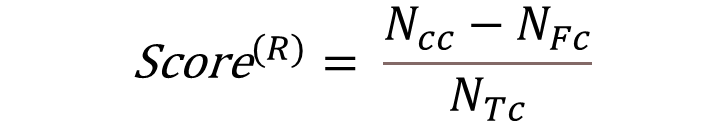 Score^(R) = (N_cc − N_Fc) / N_Tc